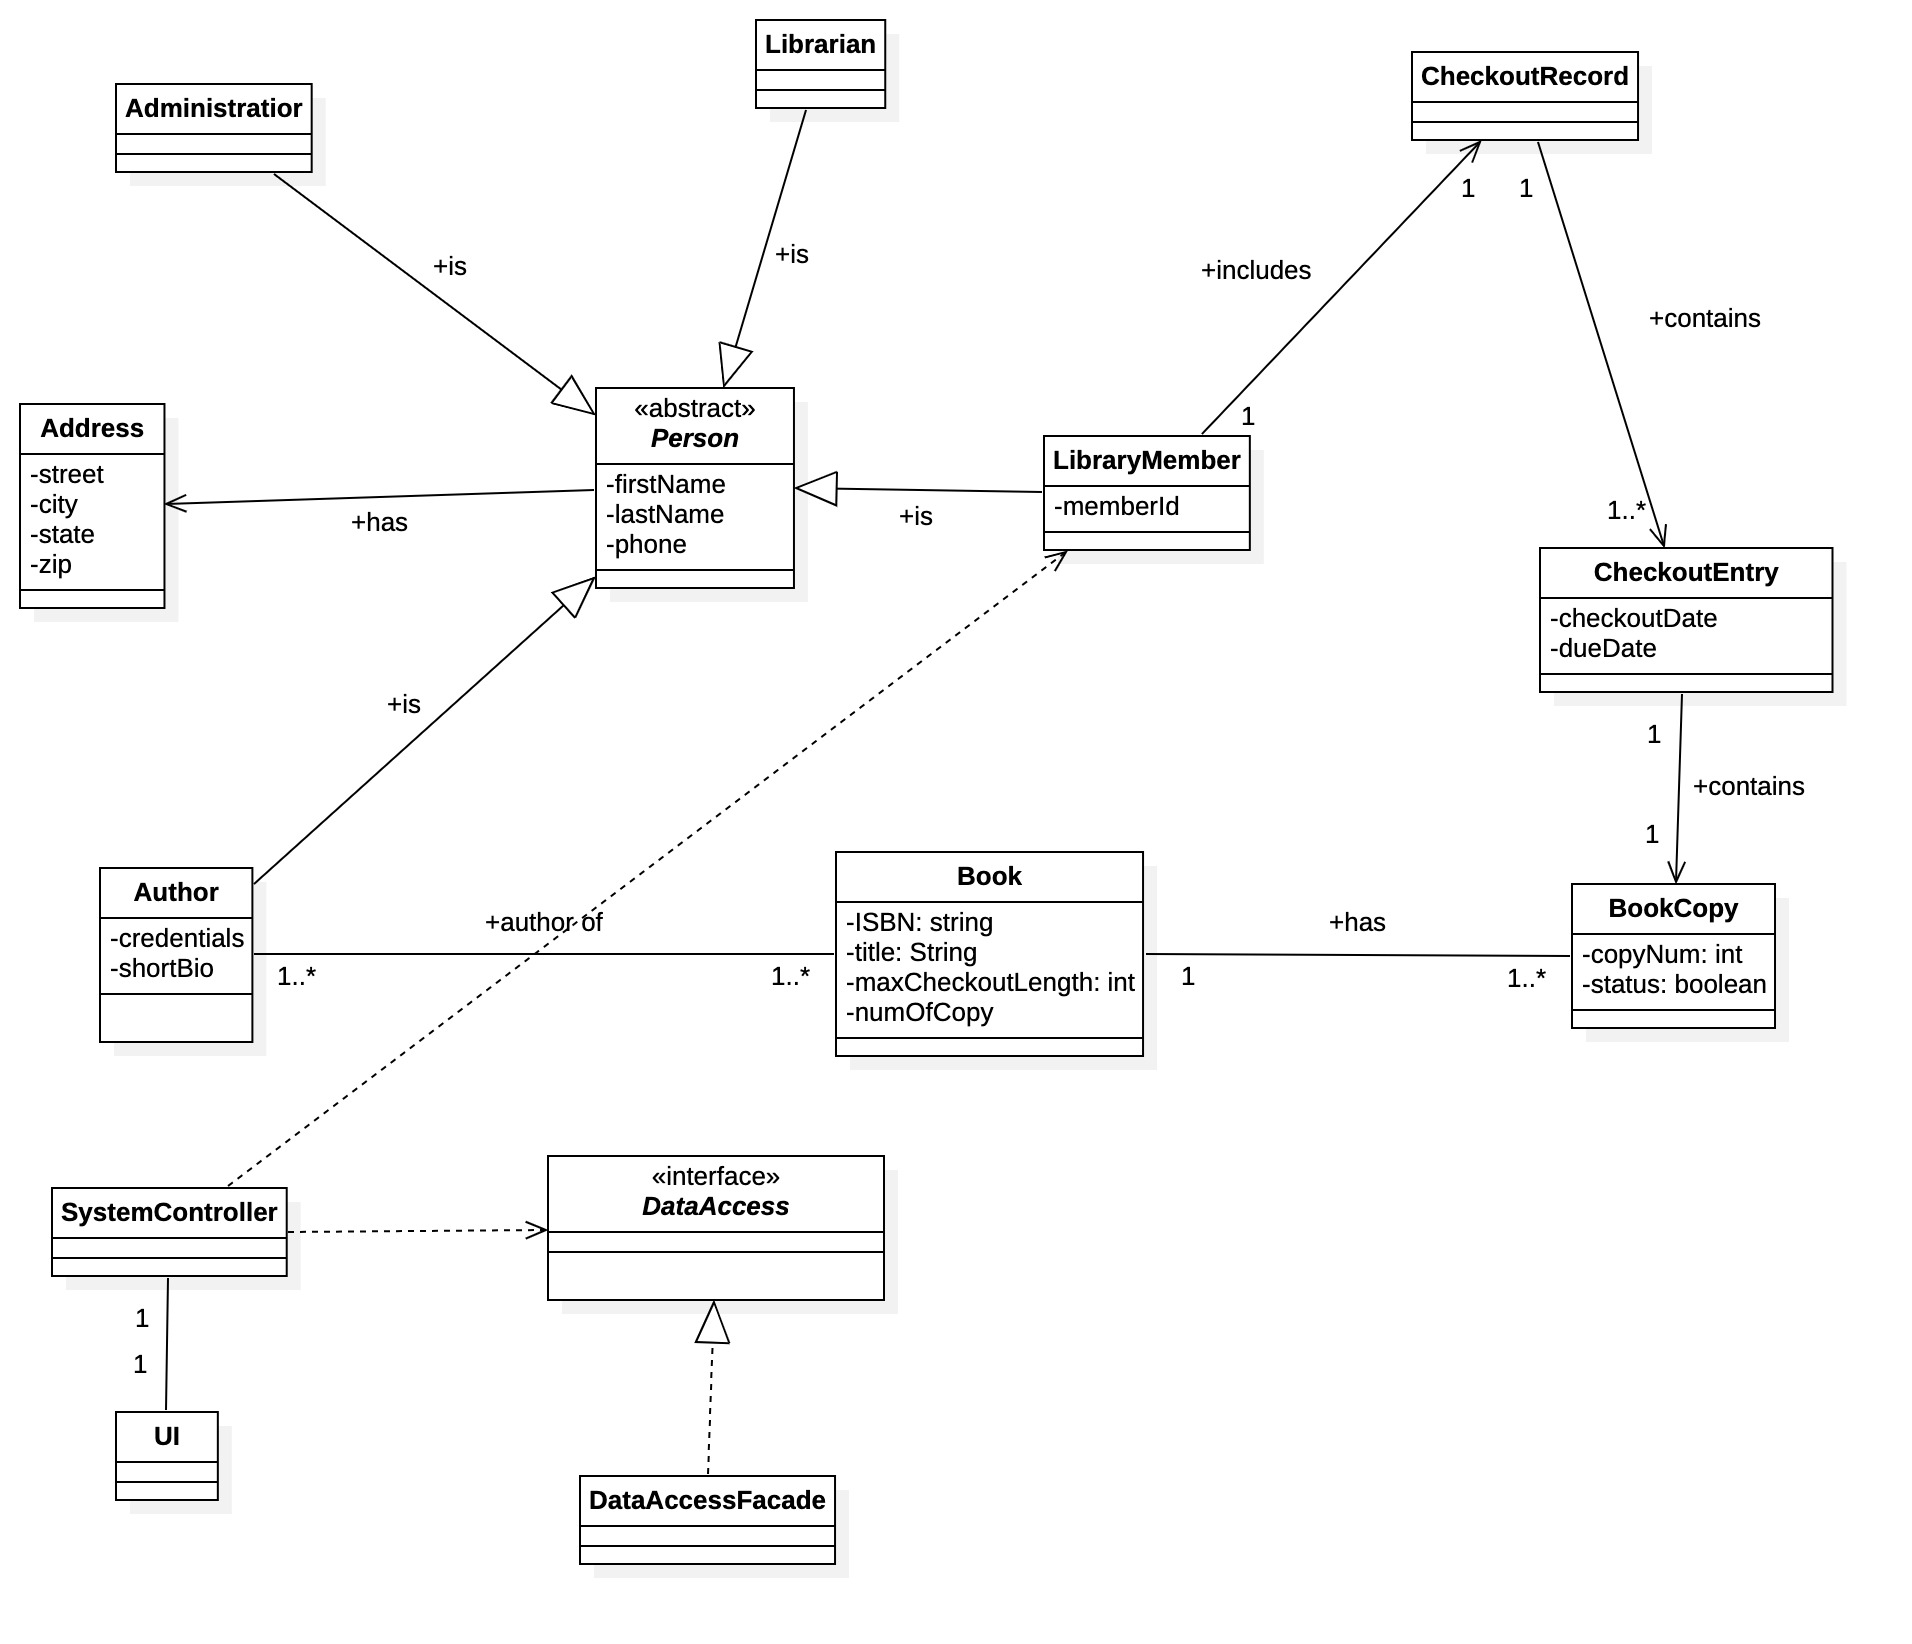 Librarian
CheckoutRecord
Administratior
1
1
+is
+is
+includes
+contains
Address
-street
-city
-state
-zip
+has
«abstract»
Person
-firstName
-lastName
-phone
+is
1
LibraryMember
-memberId
1..*
CheckoutEntry
-checkoutDate
-dueDate
+is
1
+contains
1
Author
-credentials
-shortBio
+author of
1..*
1..*
Book
-ISBN: string
-title: String
-maxCheckoutLength: int
-numOfCopy
+has
1
1..*
BookCopy
-copyNum: int
-status: boolean
SystemController
«interface»
DataAccess
1
1
UI
DataAccessFacade